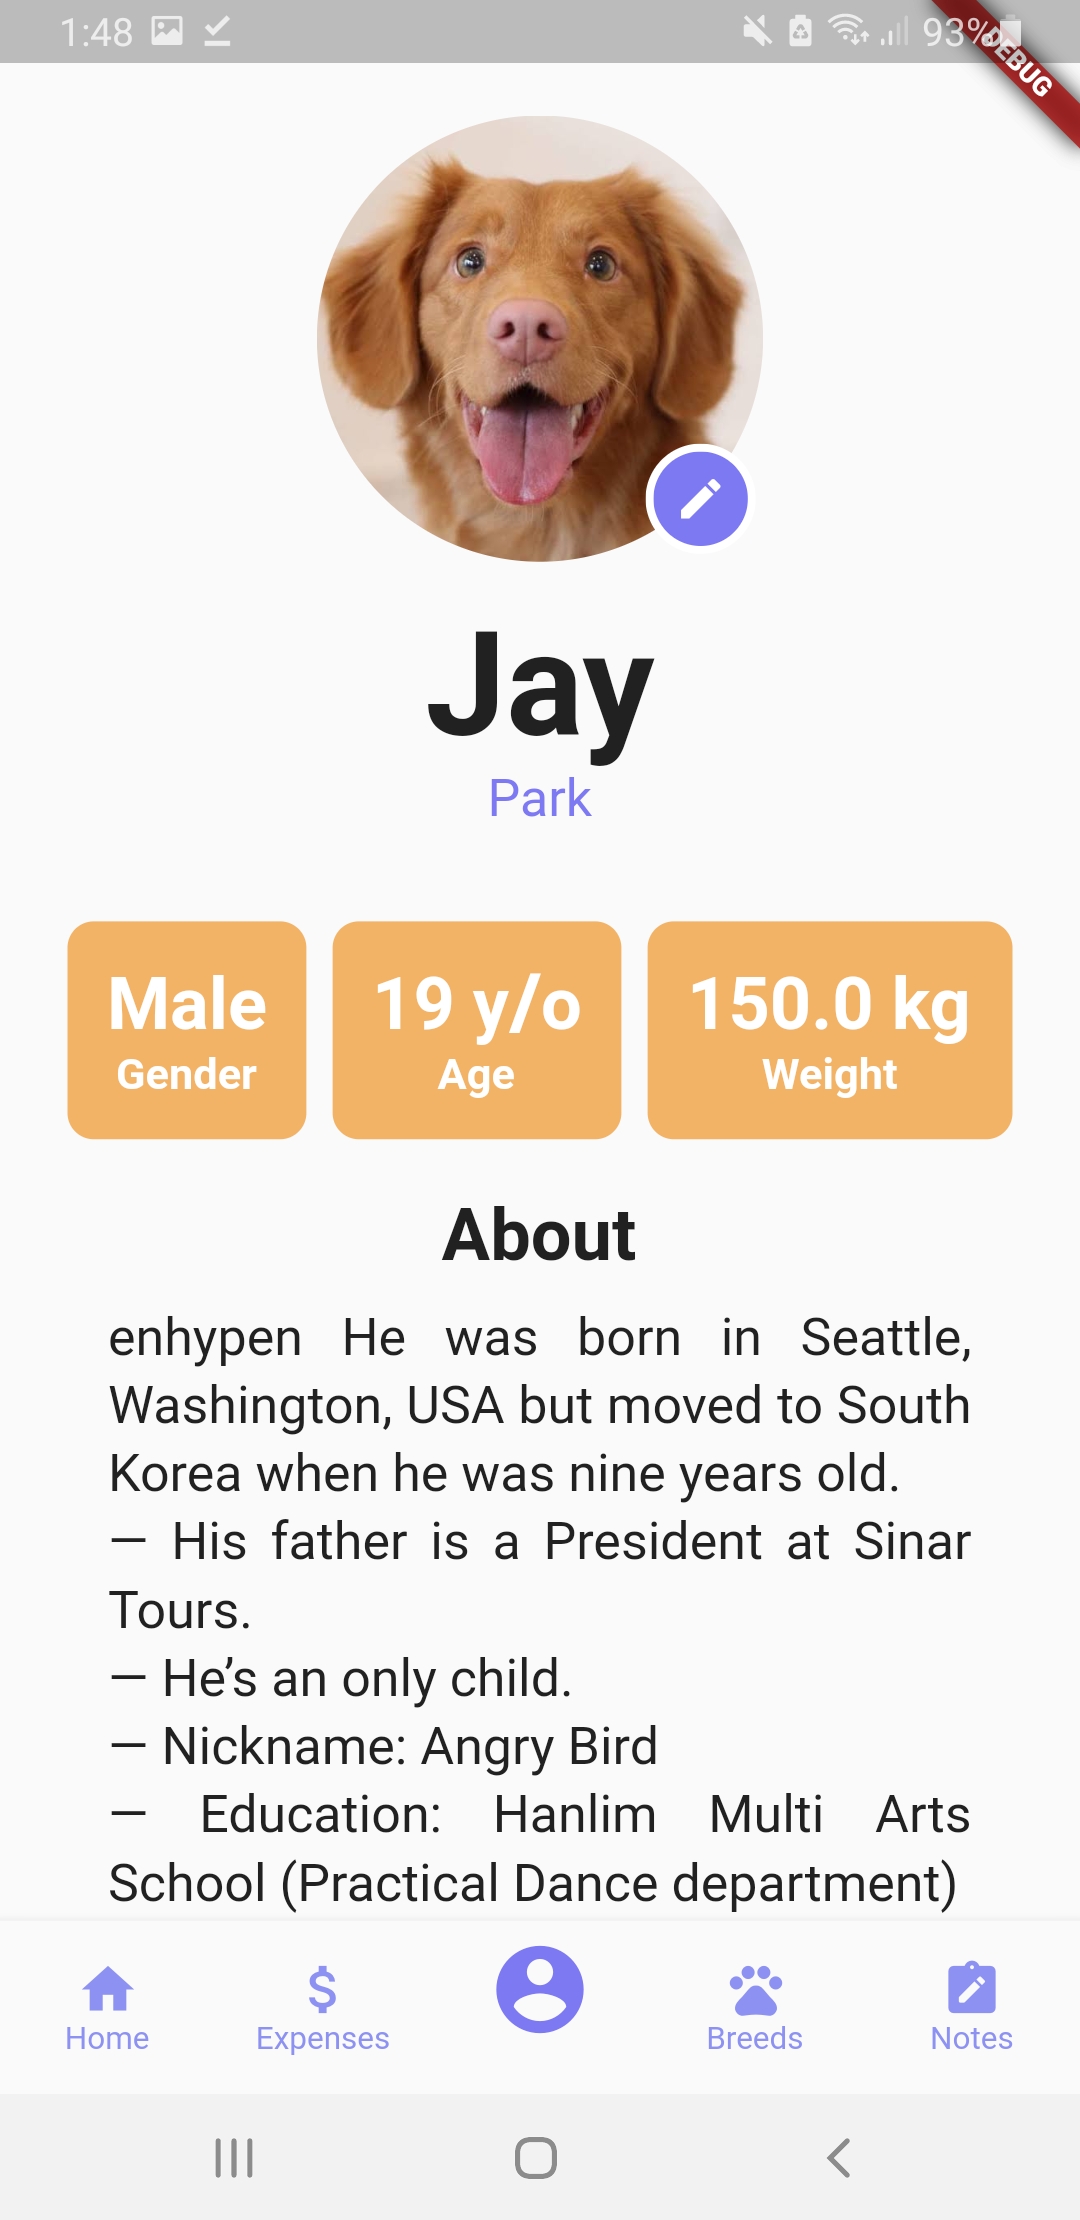 1:48 93%
DEBUG
Jay
Park
Male 19 y/o 150.0 kg
Gender Age Weight
About
enhypen He was born in Seattle,
Washington, USA but moved to South
Korea when he was nine years old.
— His father is a President at Sinar
Tours.
— He’s an only child.
— Nickname: Angry Bird
— Education: Hanlim Multi Arts
School (Practical Dance department)
Home Expenses Breeds Notes